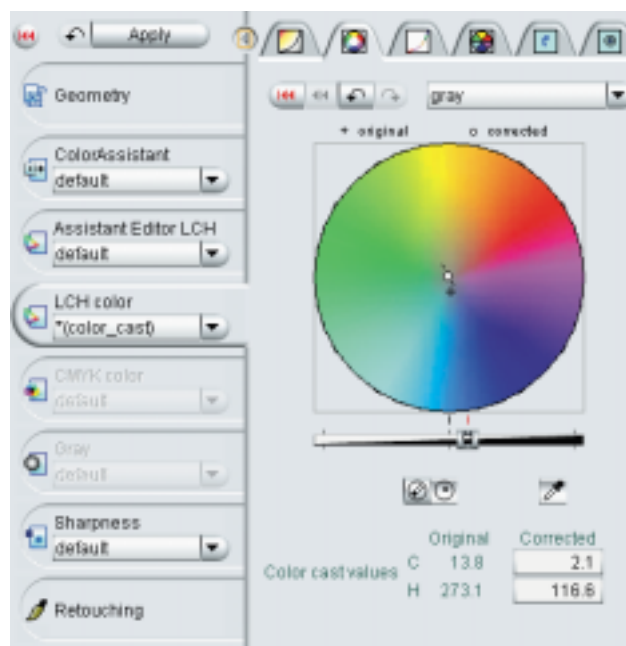 Apply
Geometry
gray
+ original o corrected
ColorAssistant
default
Assistant Editor LCH
default
LCH color
*(color_cast)
CMYK color
default
Gray
default
Sharpness
default
Original Corrected
Color cast values C 13.8 2.1
H 273.1 116.6
Retouching